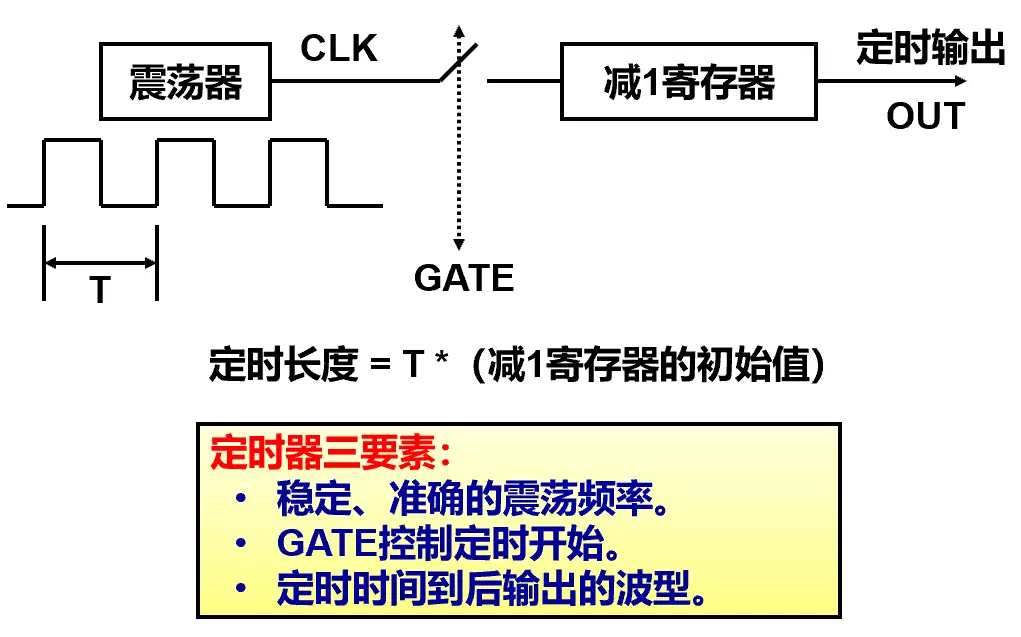 CLK
定时输出
震荡器
减1寄存器
OUT
T
GATE
定时长度 = T *（减1寄存器的初始值）
定时器三要素：
• 稳定、准确的震荡频率。
• GATE控制定时开始。
• 定时时间到后输出的波型。